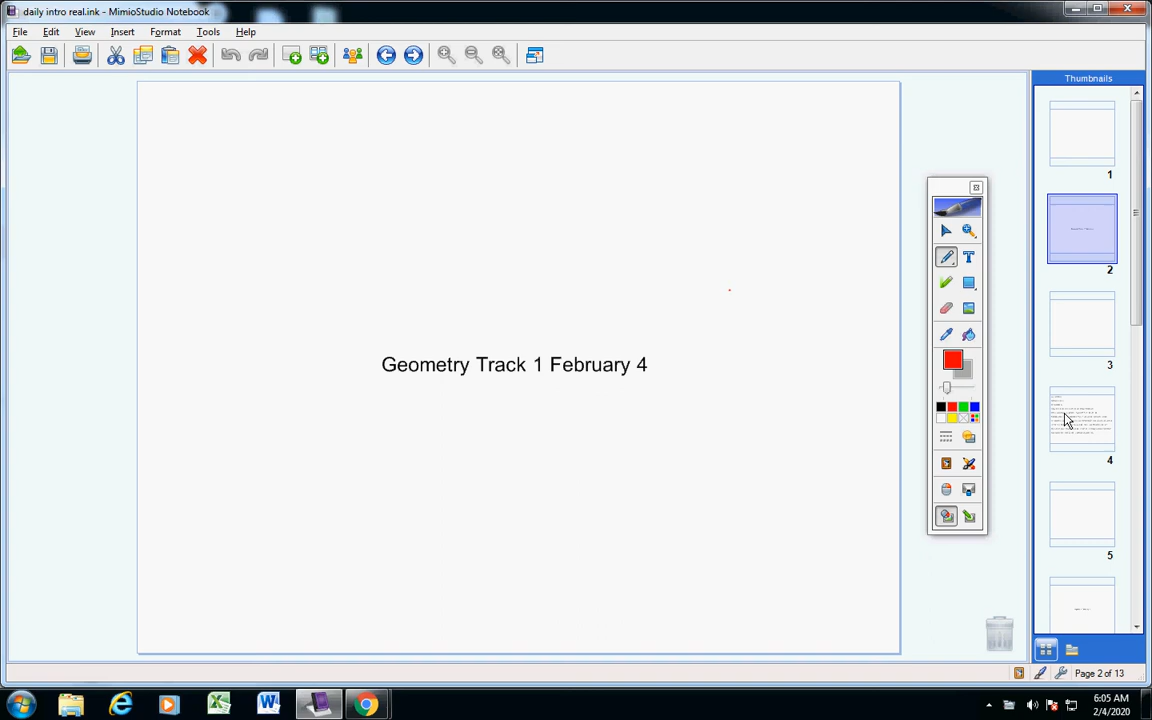 daily intro real.ink - MimioStudio Notebook
File Edit View Insert Format Tools Help
Thumbnails
1
2
3
4
5
Geometry Track 1 February 4
Page 2 of 13
6:05 AM
2/4/2020